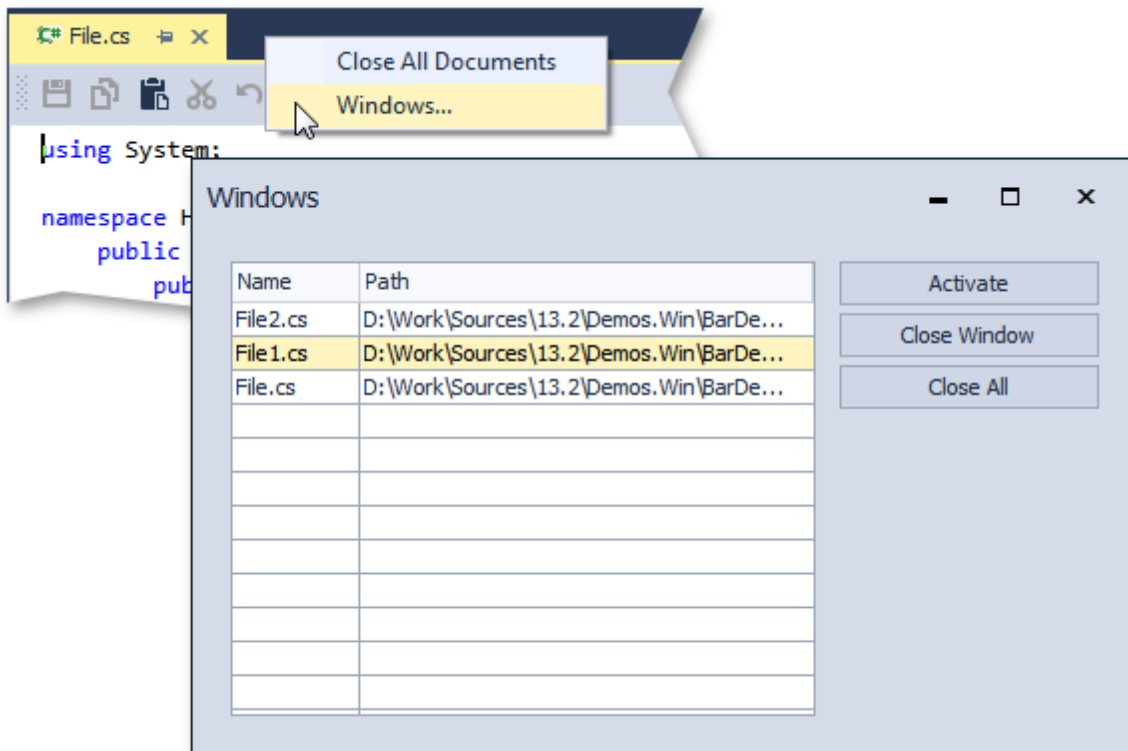 C# File.cs
Close All Documents
Windows...
using System;
namespace
public
Windows
Name Path
File2.cs D:\Work\Sources\13.2\Demos.Win\BarDe...
File1.cs D:\Work\Sources\13.2\Demos.Win\BarDe...
File.cs D:\Work\Sources\13.2\Demos.Win\BarDe...
Activate
Close Window
Close All